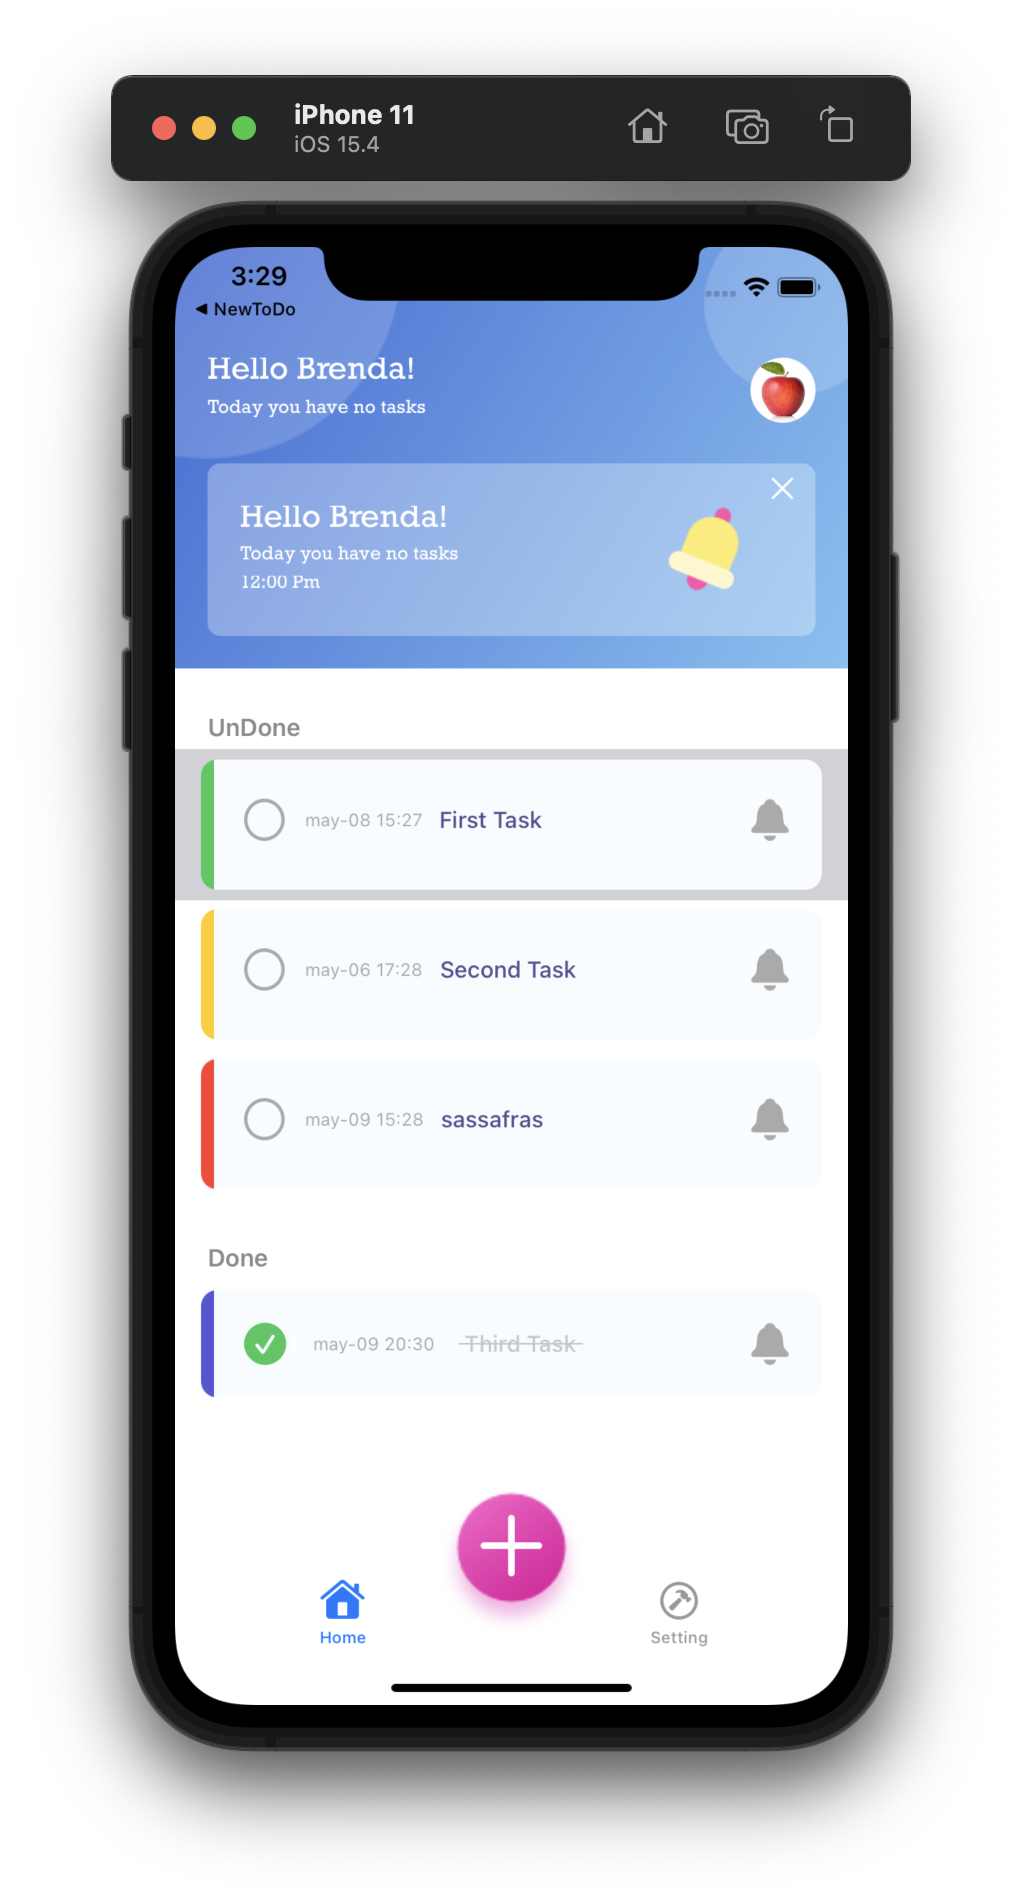 iPhone 11
iOS 15.4
3:29
NewToDo
Hello Brenda!
Today you have no tasks
Hello Brenda!
Today you have no tasks
12:00 Pm
UnDone
may-08 15:27 First Task
may-06 17:28 Second Task
may-09 15:28 sassafras
Done
may-09 20:30 Third Task
Home
Setting